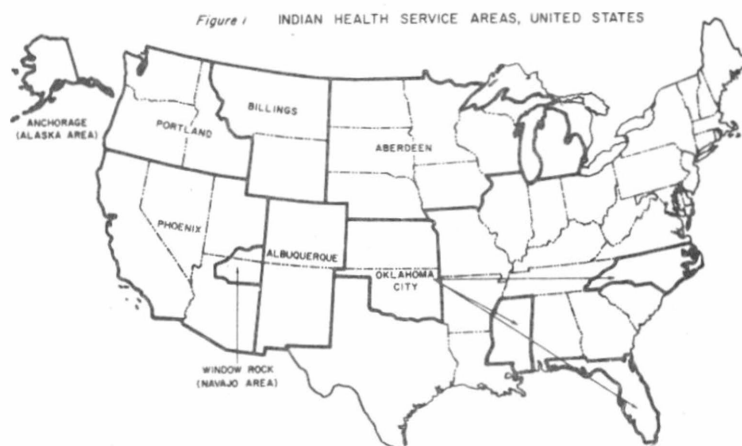 Figure 1 INDIAN HEALTH SERVICE AREAS, UNITED STATES
ANCHORAGE
(ALASKA AREA)
PORTLAND
BILLINGS
ABERDEEN
PHOENIX
ALBUQUERQUE
OKLAHOMA
CITY
WINDOW ROCK
(NAVAJO AREA)